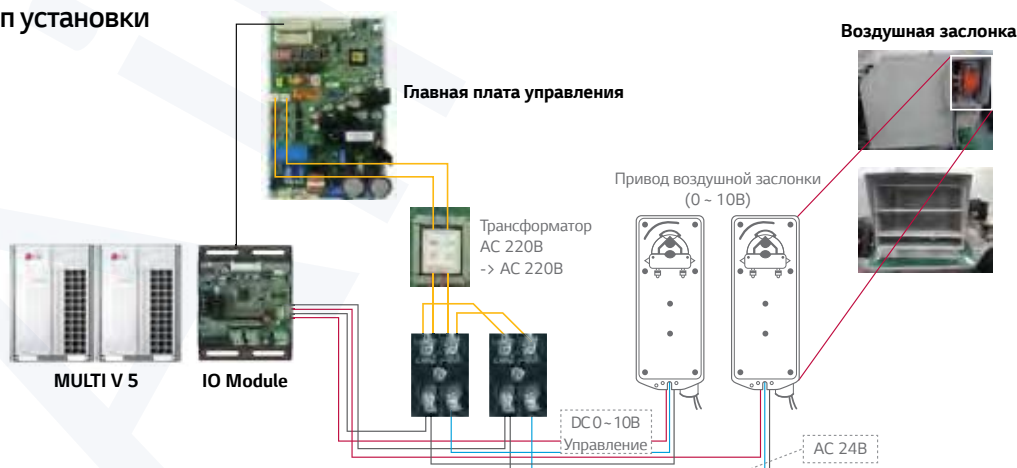 п установки
Воздушная заслонка
Главная плата управления
Привод воздушной заслонки
(0 ~ 10В)
Трансформатор
AC 220В
-> AC 220В
MULTI V 5
IO Module
DC 0 ~ 10В
Управление
AC 24В